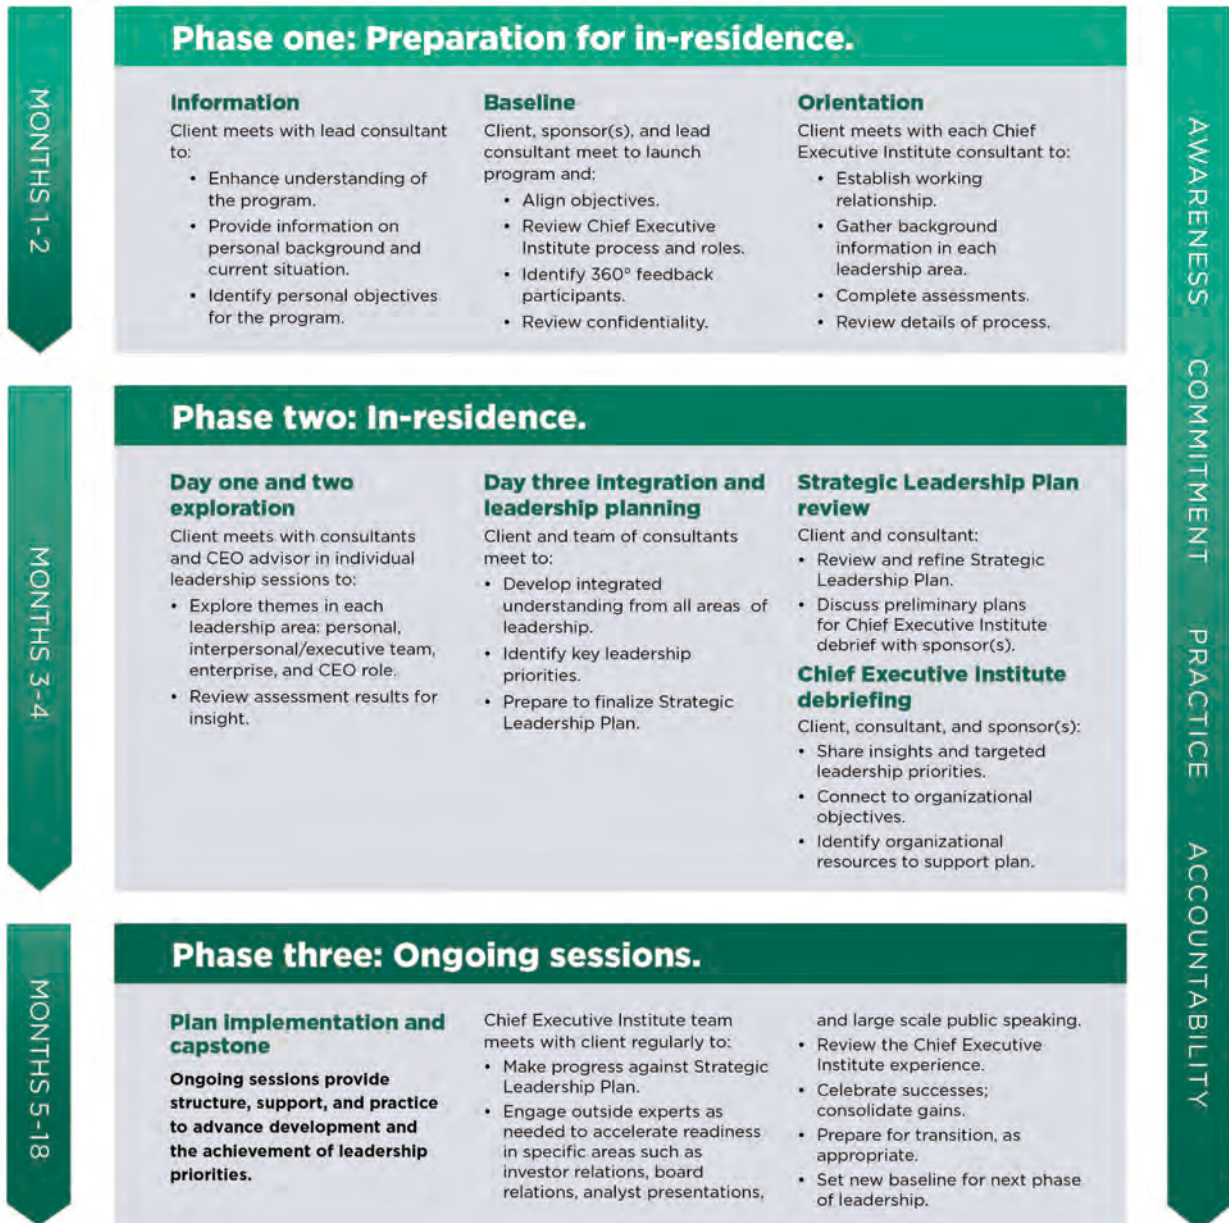 MONTHS 1-2
Phase one: Preparation for in-residence.
Information
Client meets with lead consultant
to:
• Enhance understanding of
the program.
• Provide information on
personal background and
current situation.
• Identify personal objectives
for the program.
Baseline
Client, sponsor(s), and lead
consultant meet to launch
program and:
• Align objectives.
• Review Chief Executive
Institute process and roles.
• Identify 360° feedback
participants.
• Review confidentiality.
Orientation
Client meets with each Chief
Executive Institute consultant to:
• Establish working
relationship.
• Gather background
information in each
leadership area.
• Complete assessments.
• Review details of process.
MONTHS 3-4
Phase two: In-residence.
Day one and two
exploration
Client meets with consultants
and CEO advisor in individual
leadership sessions to:
• Explore themes in each
leadership area: personal,
interpersonal/executive team,
enterprise, and CEO role.
• Review assessment results for
insight.
Day three integration and
leadership planning
Client and team of consultants
meet to:
• Develop integrated
understanding from all areas of
leadership.
• Identify key leadership
priorities.
• Prepare to finalize Strategic
Leadership Plan.
Strategic Leadership Plan
review
Client and consultant:
• Review and refine Strategic
Leadership Plan.
• Discuss preliminary plans
for Chief Executive Institute
debrief with sponsor(s).
Chief Executive Institute
debriefing
Client, consultant, and sponsor(s):
• Share insights and targeted
leadership priorities.
• Connect to organizational
objectives.
• Identify organizational
resources to support plan.
MONTHS 5-18
Phase three: Ongoing sessions.
Plan implementation and
capstone
Ongoing sessions provide
structure, support, and practice
to advance development and
the achievement of leadership
priorities.
Chief Executive Institute team
meets with client regularly to:
• Make progress against Strategic
Leadership Plan.
• Engage outside experts as
needed to accelerate readiness
in specific areas such as
investor relations, board
relations, analyst presentations,
and large scale public speaking.
• Review the Chief Executive
Institute experience.
• Celebrate successes;
consolidate gains.
• Prepare for transition, as
appropriate.
• Set new baseline for next phase
of leadership.
AWARENESS COMMITMENT PRACTICE ACCOUNTABILITY